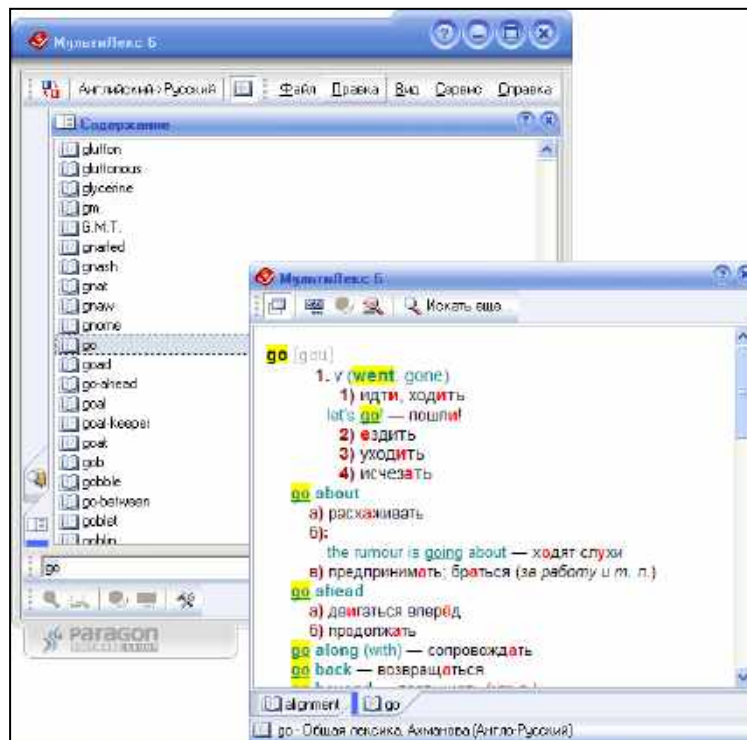 МультиЛекс 6
Английский›Русский Файл Правка Вид Сервис Справка
Содержание
glutton
gluttonous
glycerine
gm
G.M.T.
gnarled
gnash
gnat
gnaw
gnome
go
goad
go-ahead
goal
goal-keeper
goat
gob
gobble
go-between
goblet
goblin
go
PARAGON
МультиЛекс 6
Искать еще...
go [gəu]
1. v (went; gone)
1) идти, ходить
let's go! — пошли!
2) ездить
3) уходить
4) исчезать
go about
а) расхаживать
б):
the rumour is going about — ходят слухи
в) предпринимать; браться (за работу и т. п.)
go ahead
а) двигаться вперёд
б) продолжать
go along (with) — сопровождать
go back — возвращаться
alignment go
go - Общая лексика. Ахманова (Англо-Русский)